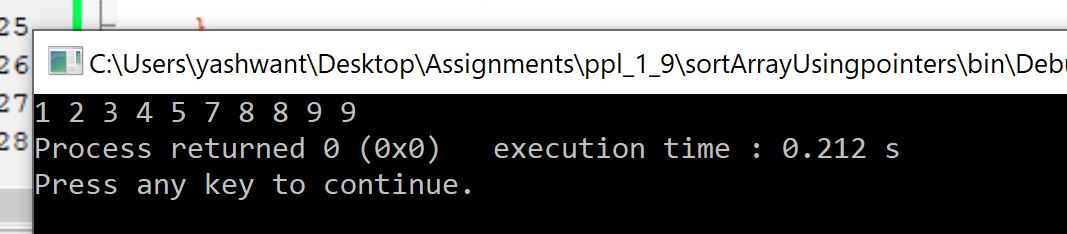 25
}
26
27
28
C:\Users\yashwant\Desktop\Assignments\ppl_1_9\sortArrayUsingpointers\bin\Deb
1 2 3 4 5 7 8 8 9 9
Process returned 0 (0x0)   execution time : 0.212 s
Press any key to continue.